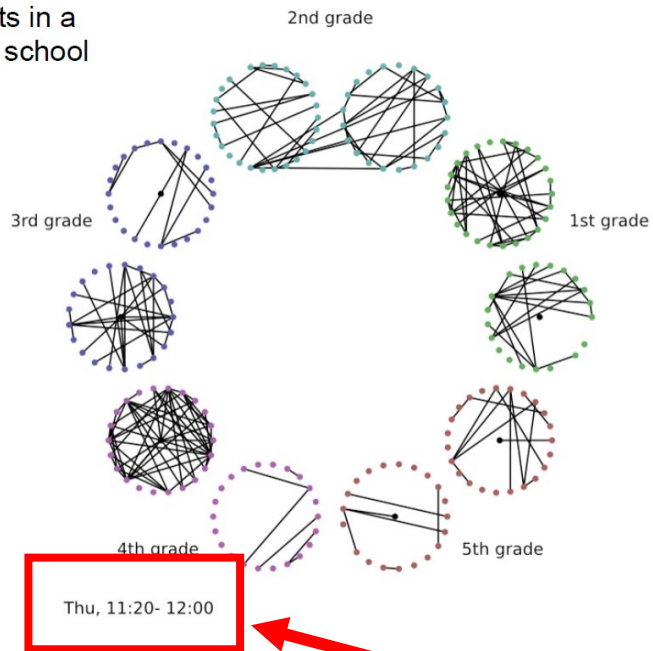 ts in a
school
2nd grade
3rd grade
1st grade
4th grade
5th grade
Thu, 11:20- 12:00